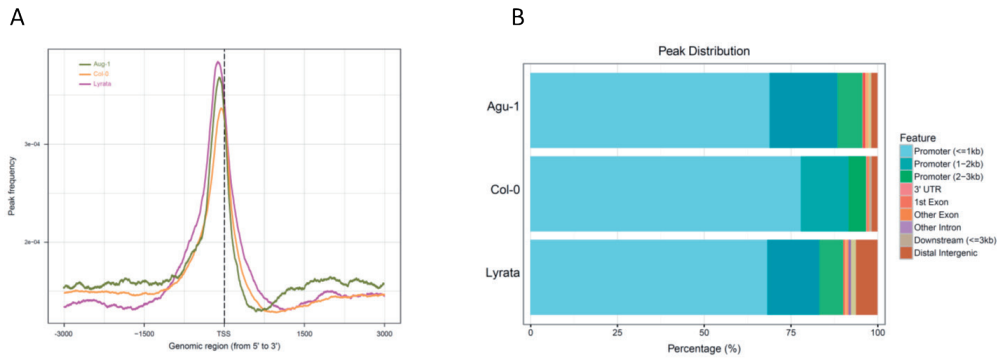 A
B
Aug-1
Col-0
Lyrata
Peak frequency
3e-04
2e-04
-3000
-1500
TSS
1500
3000
Genomic region (from 5' to 3')
Peak Distribution
Agu-1
Col-0
Lyrata
0
25
50
75
100
Percentage (%)
Feature
Promoter (<=1kb)
Promoter (1-2kb)
Promoter (2-3kb)
3' UTR
1st Exon
Other Exon
Other Intron
Downstream (<=3kb)
Distal Intergenic